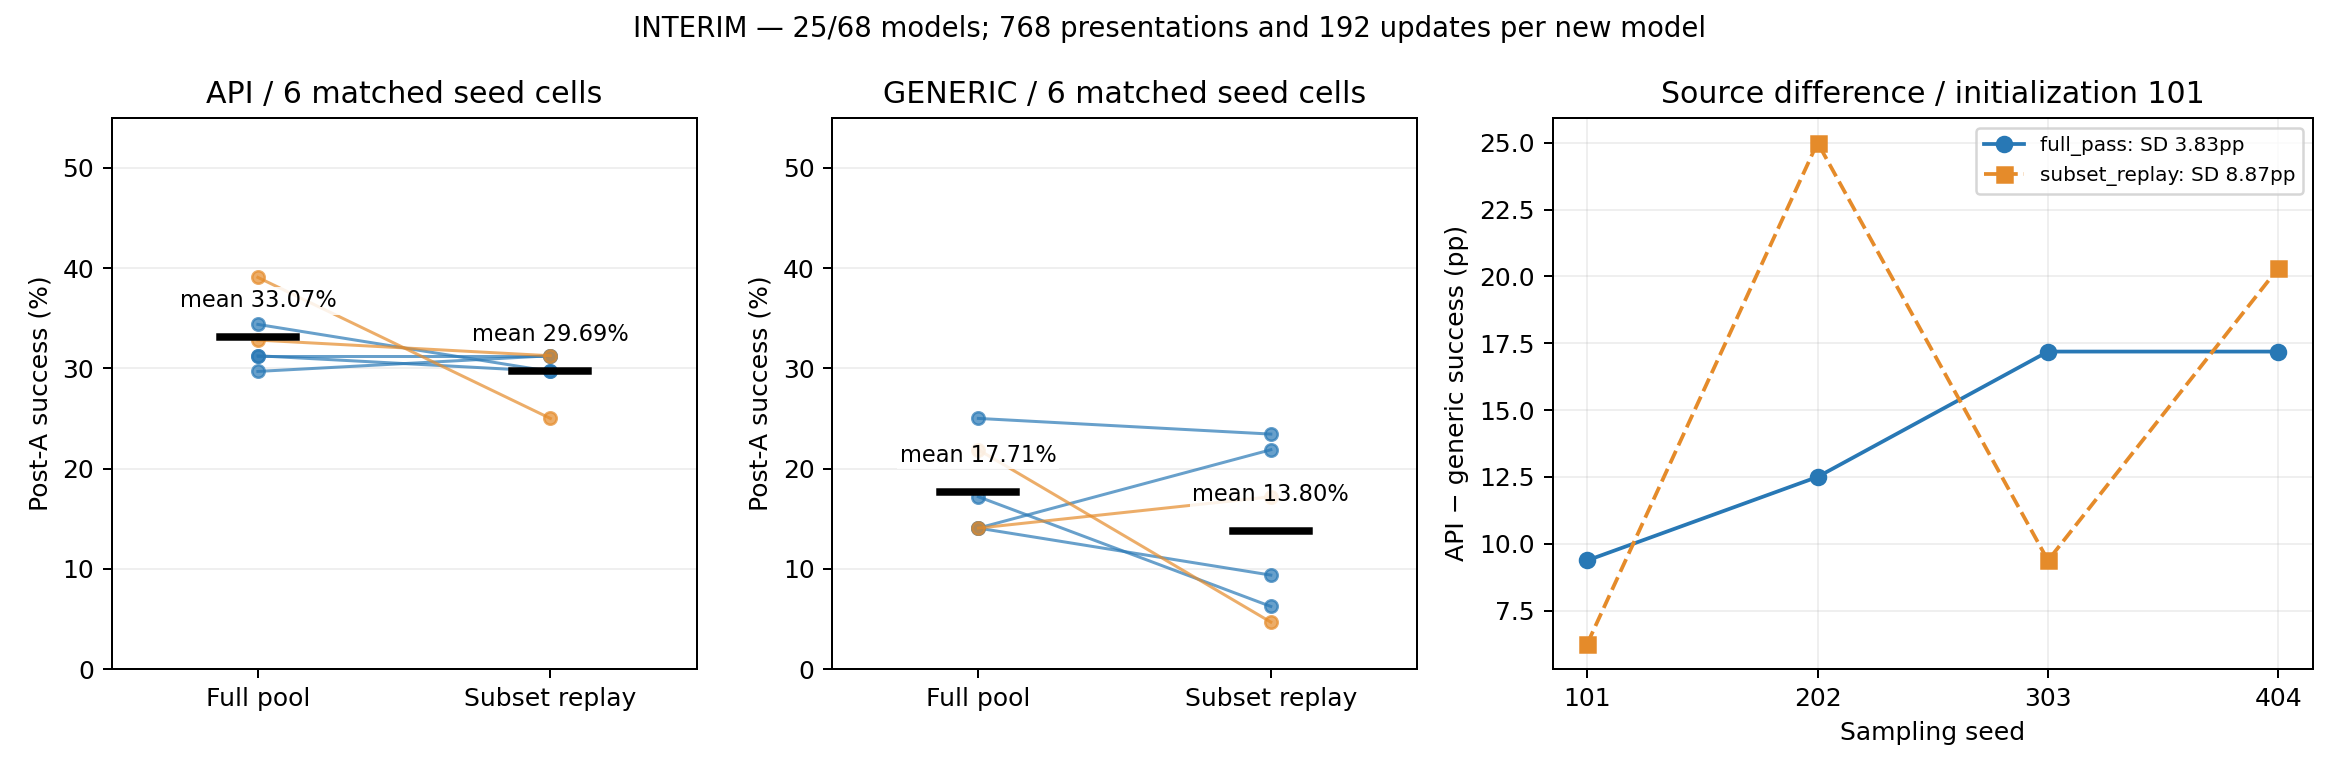 INTERIM — 25/68 models; 768 presentations and 192 updates per new model
API / 6 matched seed cells
Post-A success (%)
50
40
30
20
10
0
mean 33.07%
mean 29.69%
Full pool
Subset replay
GENERIC / 6 matched seed cells
Post-A success (%)
50
40
30
20
10
0
mean 17.71%
mean 13.80%
Full pool
Subset replay
Source difference / initialization 101
API − generic success (pp)
25.0
22.5
20.0
17.5
15.0
12.5
10.0
7.5
full_pass: SD 3.83pp
subset_replay: SD 8.87pp
101
202
303
404
Sampling seed